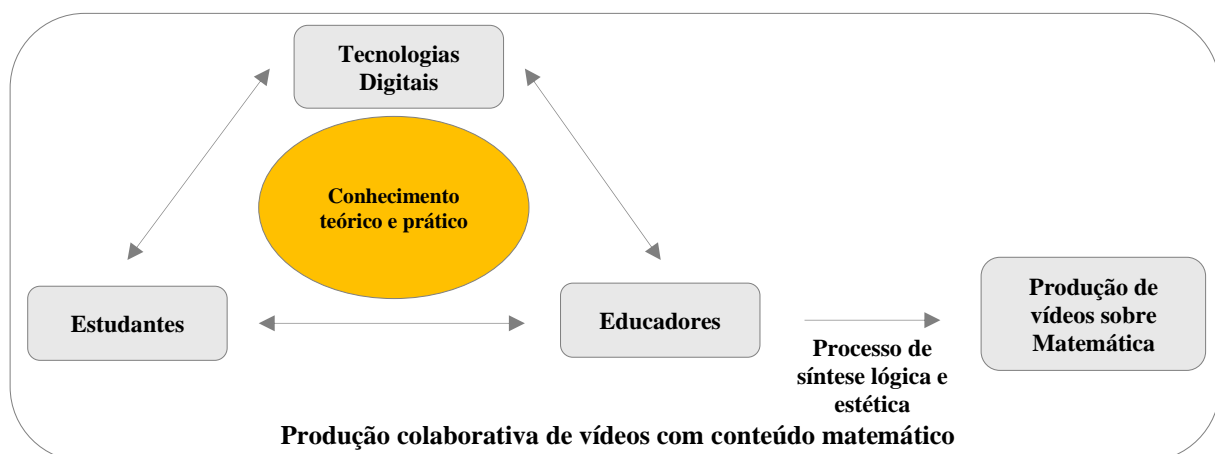 Tecnologias
Digitais
Conhecimento
teórico e prático
Estudantes
Educadores
Processo de
síntese lógica e
estética
Produção de
vídeos sobre
Matemática
Produção colaborativa de vídeos com conteúdo matemático